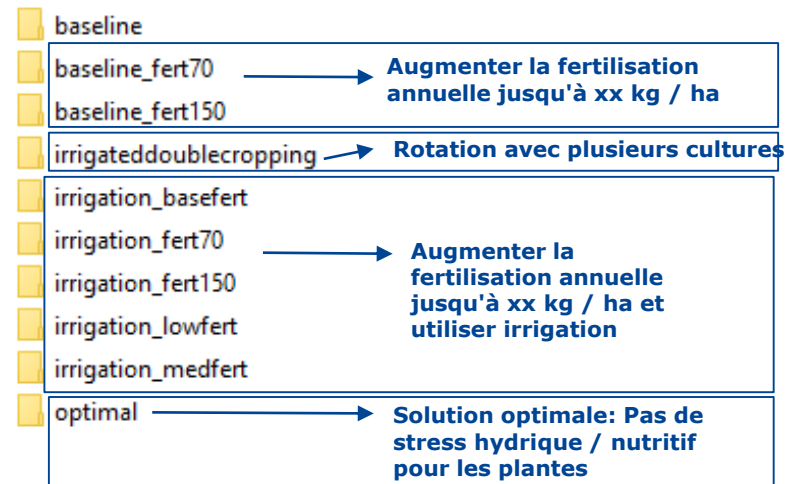 baseline
baseline_fert70
Augmenter la fertilisation
annuelle jusqu'à xx kg / ha
baseline_fert150
irrigateddoublecropping
Rotation avec plusieurs cultures
irrigation_basefert
irrigation_fert70
Augmenter la
fertilisation annuelle
jusqu'à xx kg / ha et
utiliser irrigation
irrigation_fert150
irrigation_lowfert
irrigation_medfert
optimal
Solution optimale: Pas de
stress hydrique / nutritif
pour les plantes